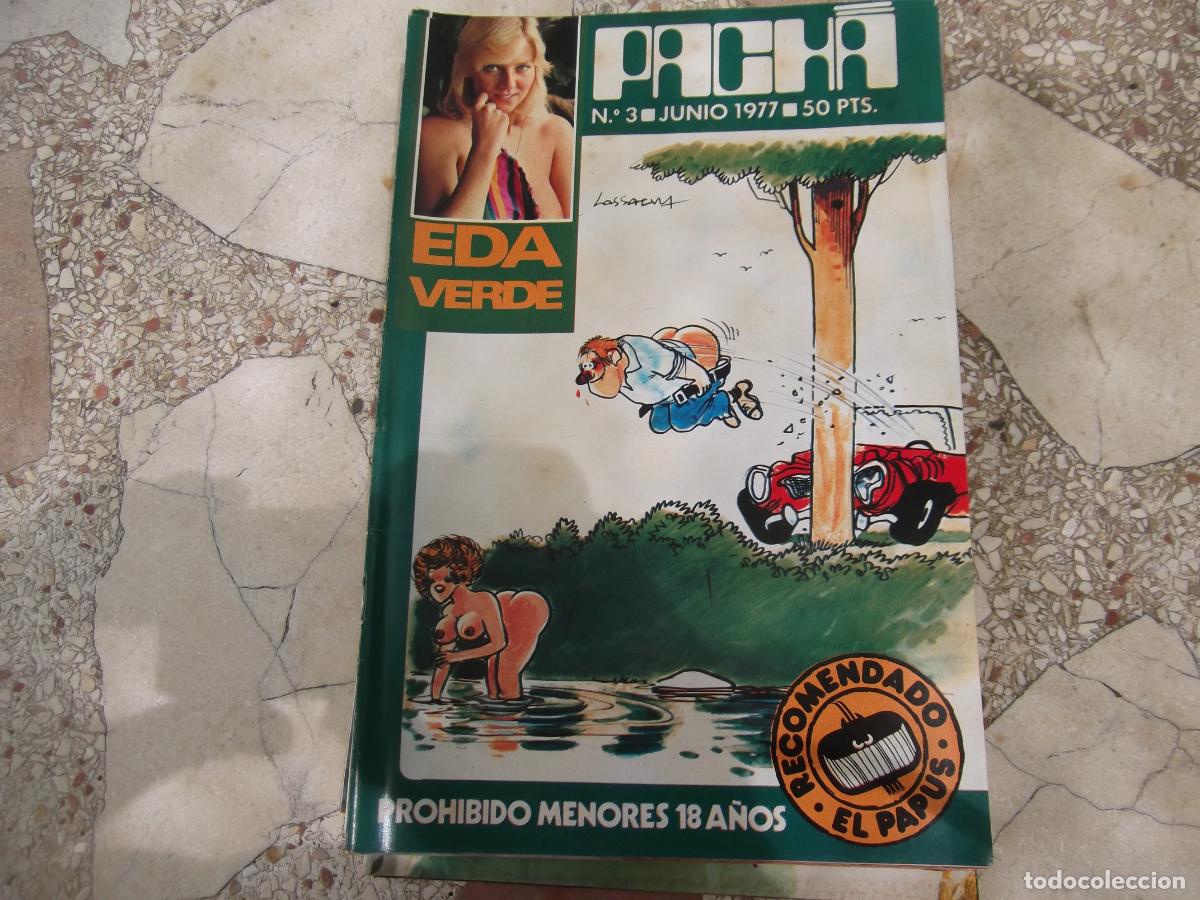 PACHÁ
N.º 3 ■ JUNIO 1977 ■ 50 PTS.
EDA
VERDE
RECOMENDADO
EL PAPUS
PROHIBIDO MENORES 18 AÑOS
todocoleccion